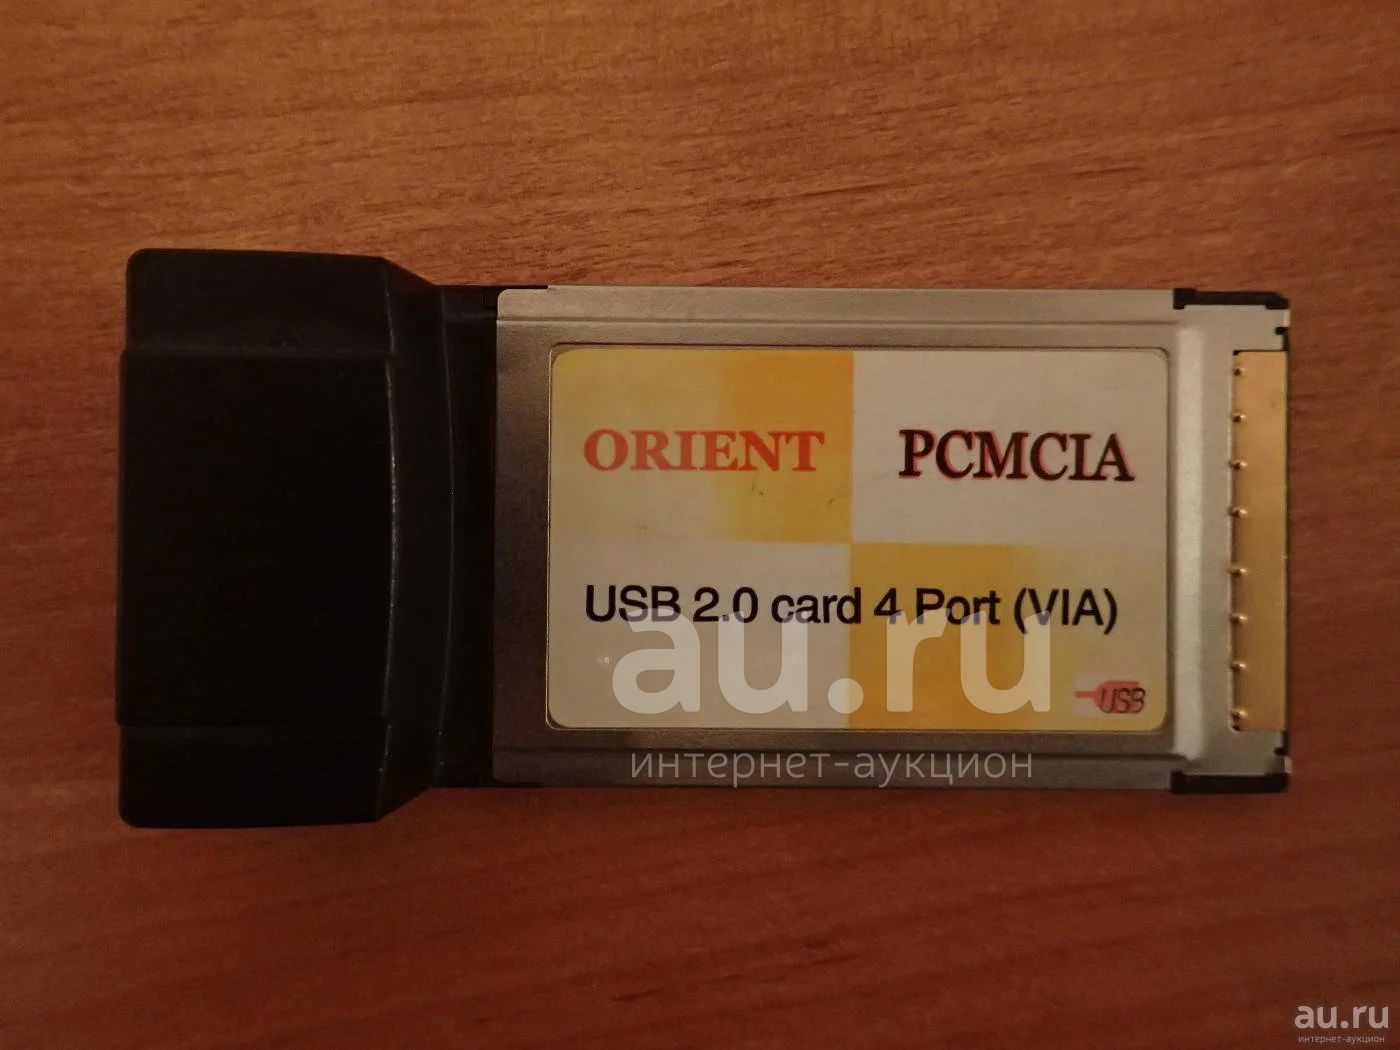 ORIENT PCMCIA
USB 2.0 card 4 Port (VIA)
au.ru
интернет-аукцион
USB
au.ru
интернет-аукцион